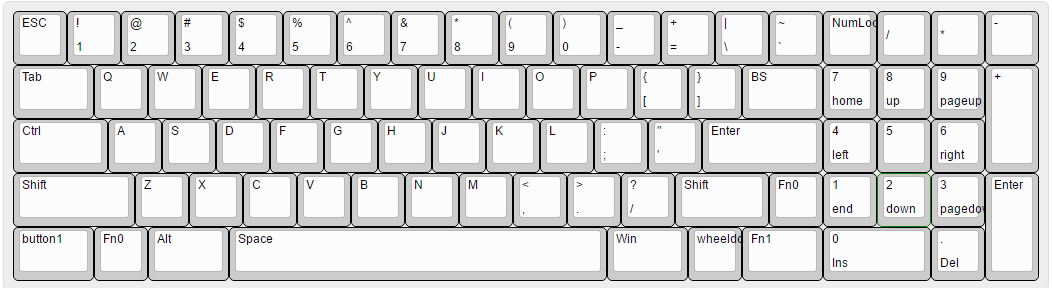 ESC ! @ # $ % ^ & * ( ) _ + | ~ NumLoc / * -
1 2 3 4 5 6 7 8 9 0 - = \ `
Tab Q W E R T Y U I O P { } BS 7 8 9 +
[ ] home up pageup
Ctrl A S D F G H J K L : " Enter 4 5 6
; ' left right
Shift Z X C V B N M < > ? Shift Fn0 1 2 3 Enter
, . / end down pagedow
button1 Fn0 Alt Space Win wheeldo Fn1 0 .
Ins Del